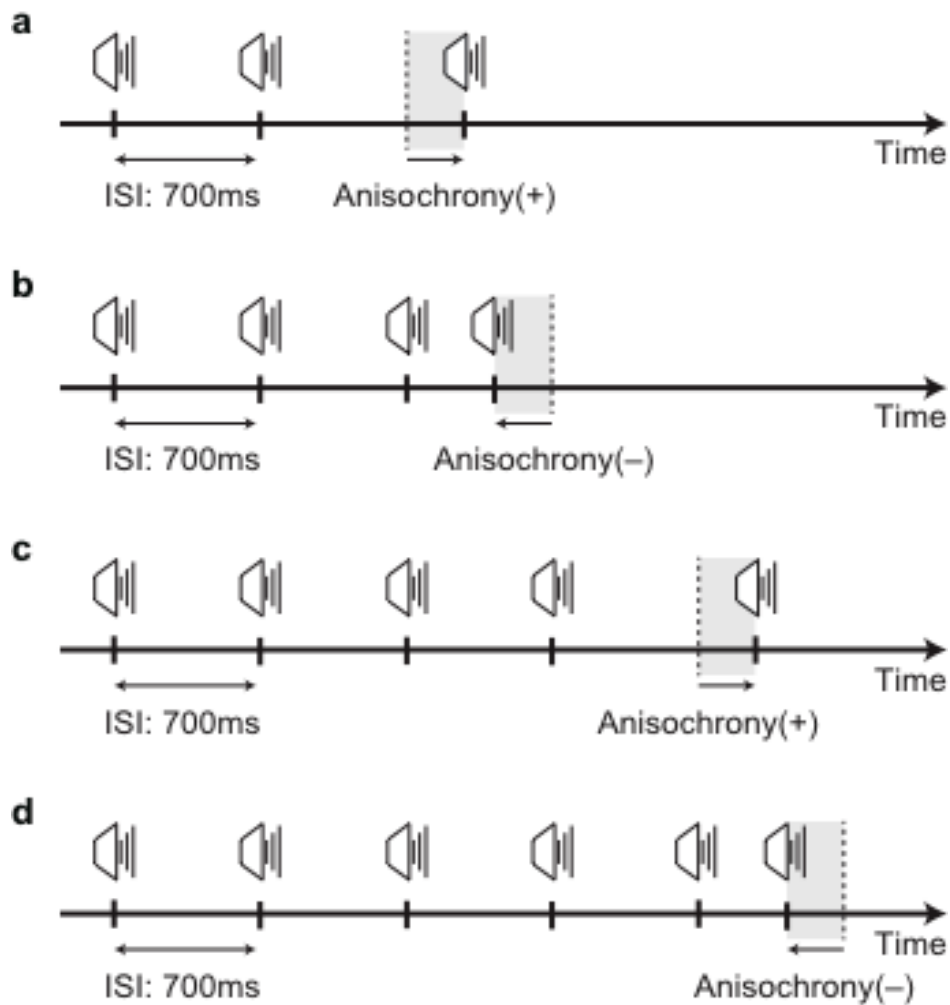 a
Time
ISI: 700ms Anisochrony(+)
b
Time
ISI: 700ms Anisochrony(–)
c
Time
ISI: 700ms Anisochrony(+)
d
Time
ISI: 700ms Anisochrony(–)